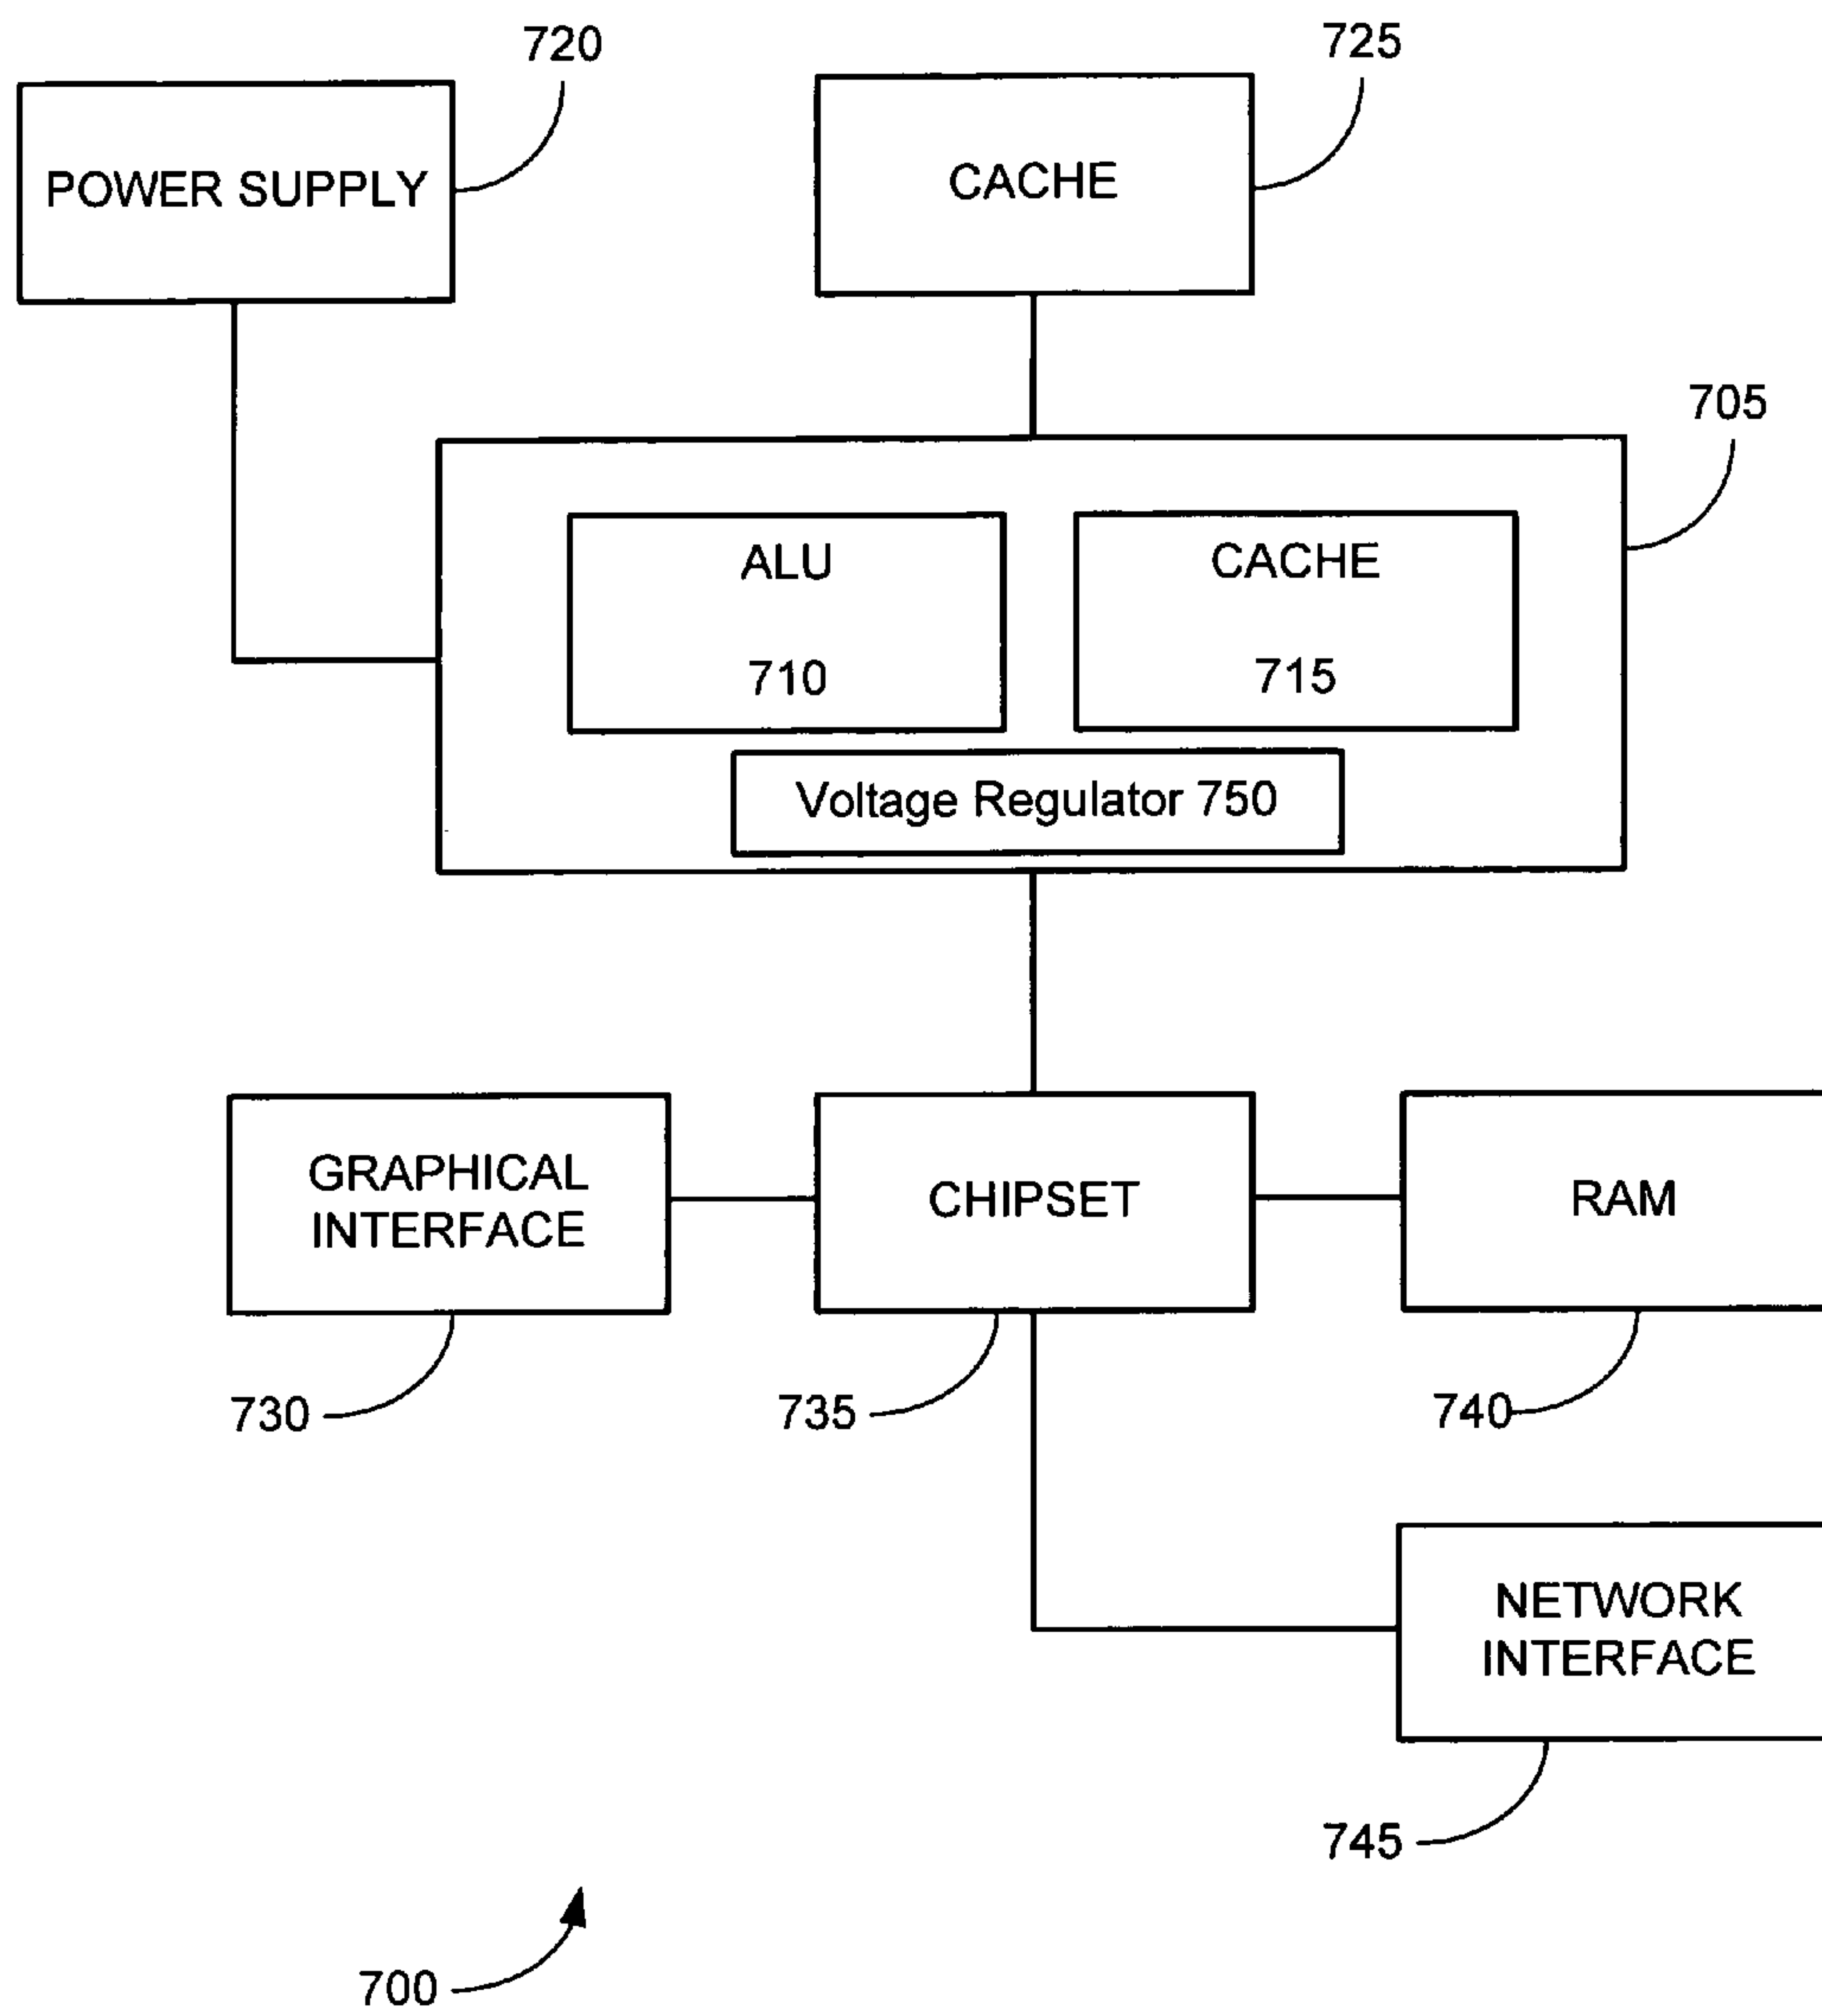 720
725
POWER SUPPLY
CACHE
705
ALU
CACHE
710
715
Voltage Regulator 750
GRAPHICAL
INTERFACE
CHIPSET
RAM
730
735
740
NETWORK
INTERFACE
745
700